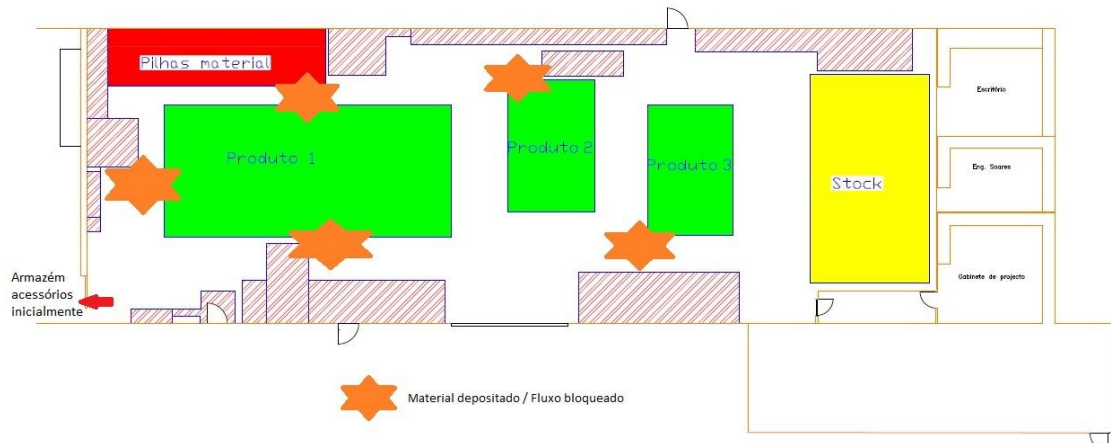 Pilhas material
Escritório
Produto 1
Produto 2
Produto 3
Stock
Eng. Soares
Armazém
acessórios
inicialmente
Gabinete de projecto
Material depositado / Fluxo bloqueado